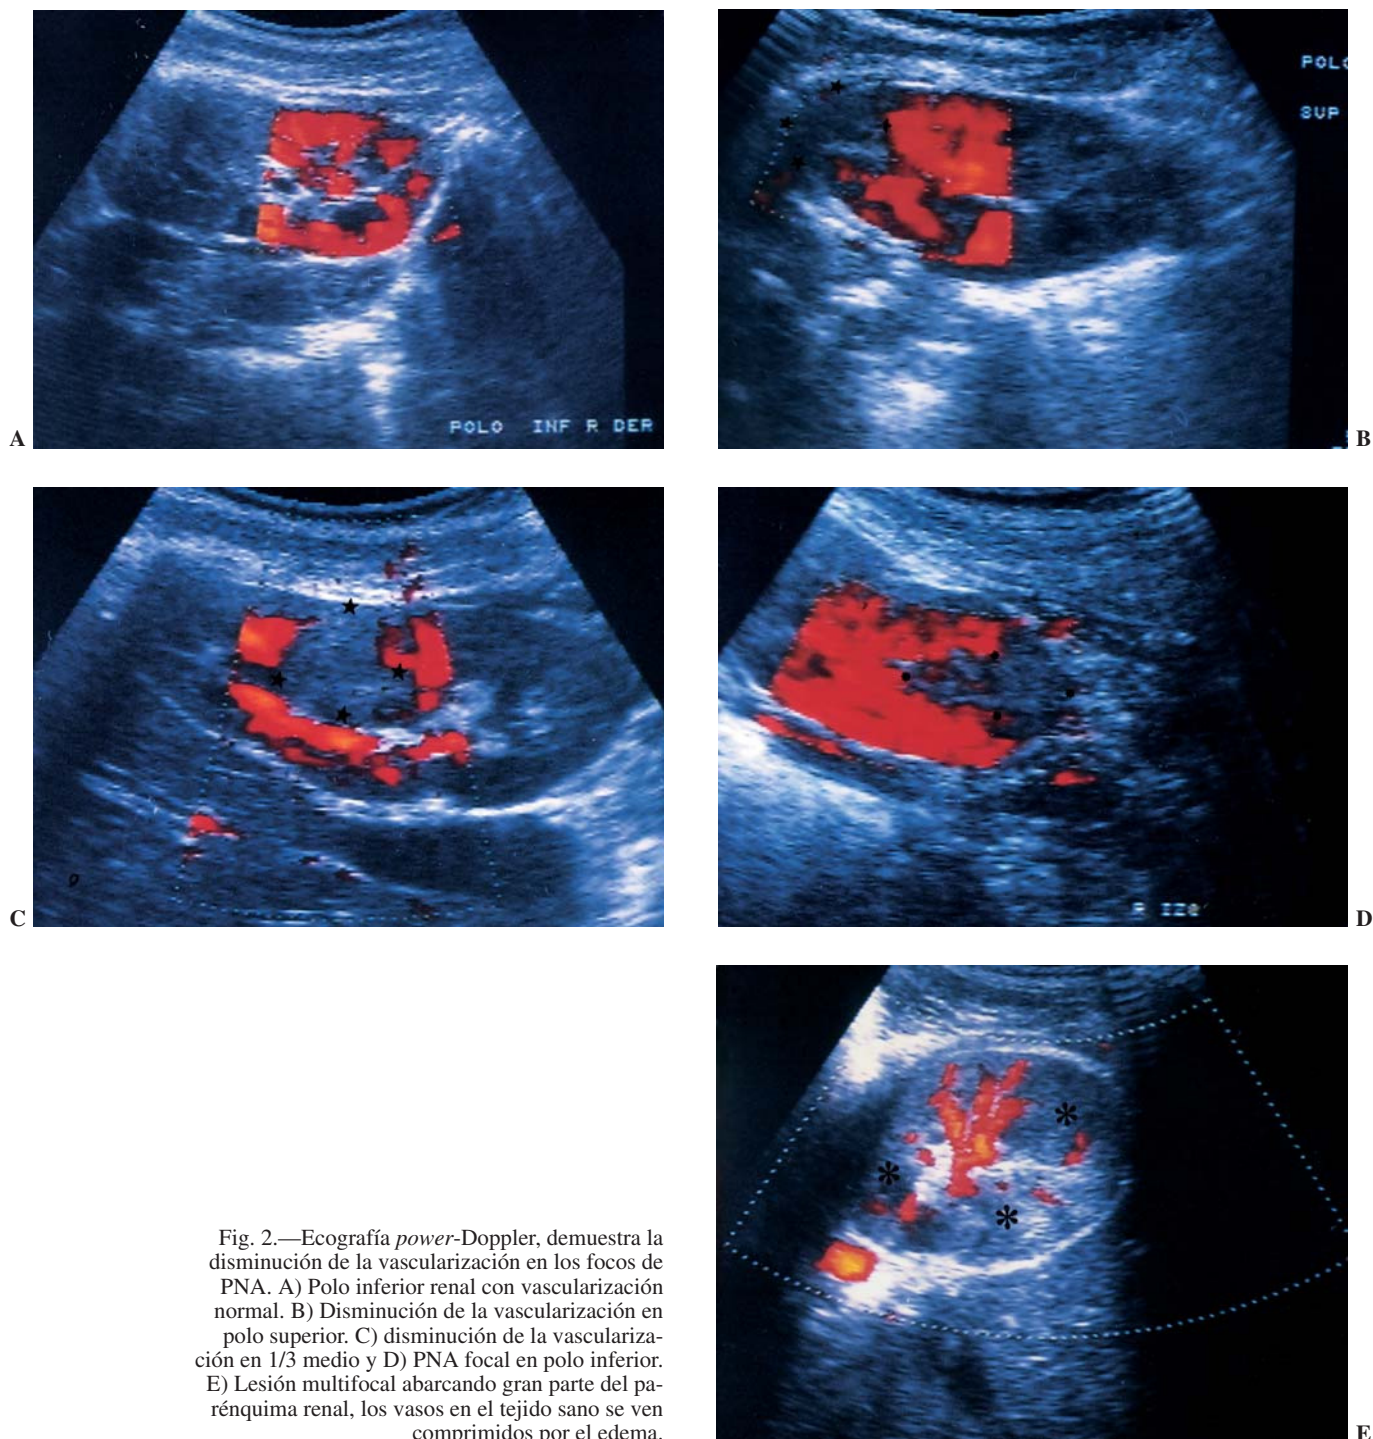 POLO INF R DER
A
SUP
B
C
R IZQ
D
Fig. 2.—Ecografía power-Doppler, demuestra la
disminución de la vascularización en los focos de
PNA. A) Polo inferior renal con vascularización
normal. B) Disminución de la vascularización en
polo superior. C) disminución de la vasculariza-
ción en 1/3 medio y D) PNA focal en polo inferior.
E) Lesión multifocal abarcando gran parte del pa-
rénquima renal, los vasos en el tejido sano se ven
comprimidos por el edema.
E